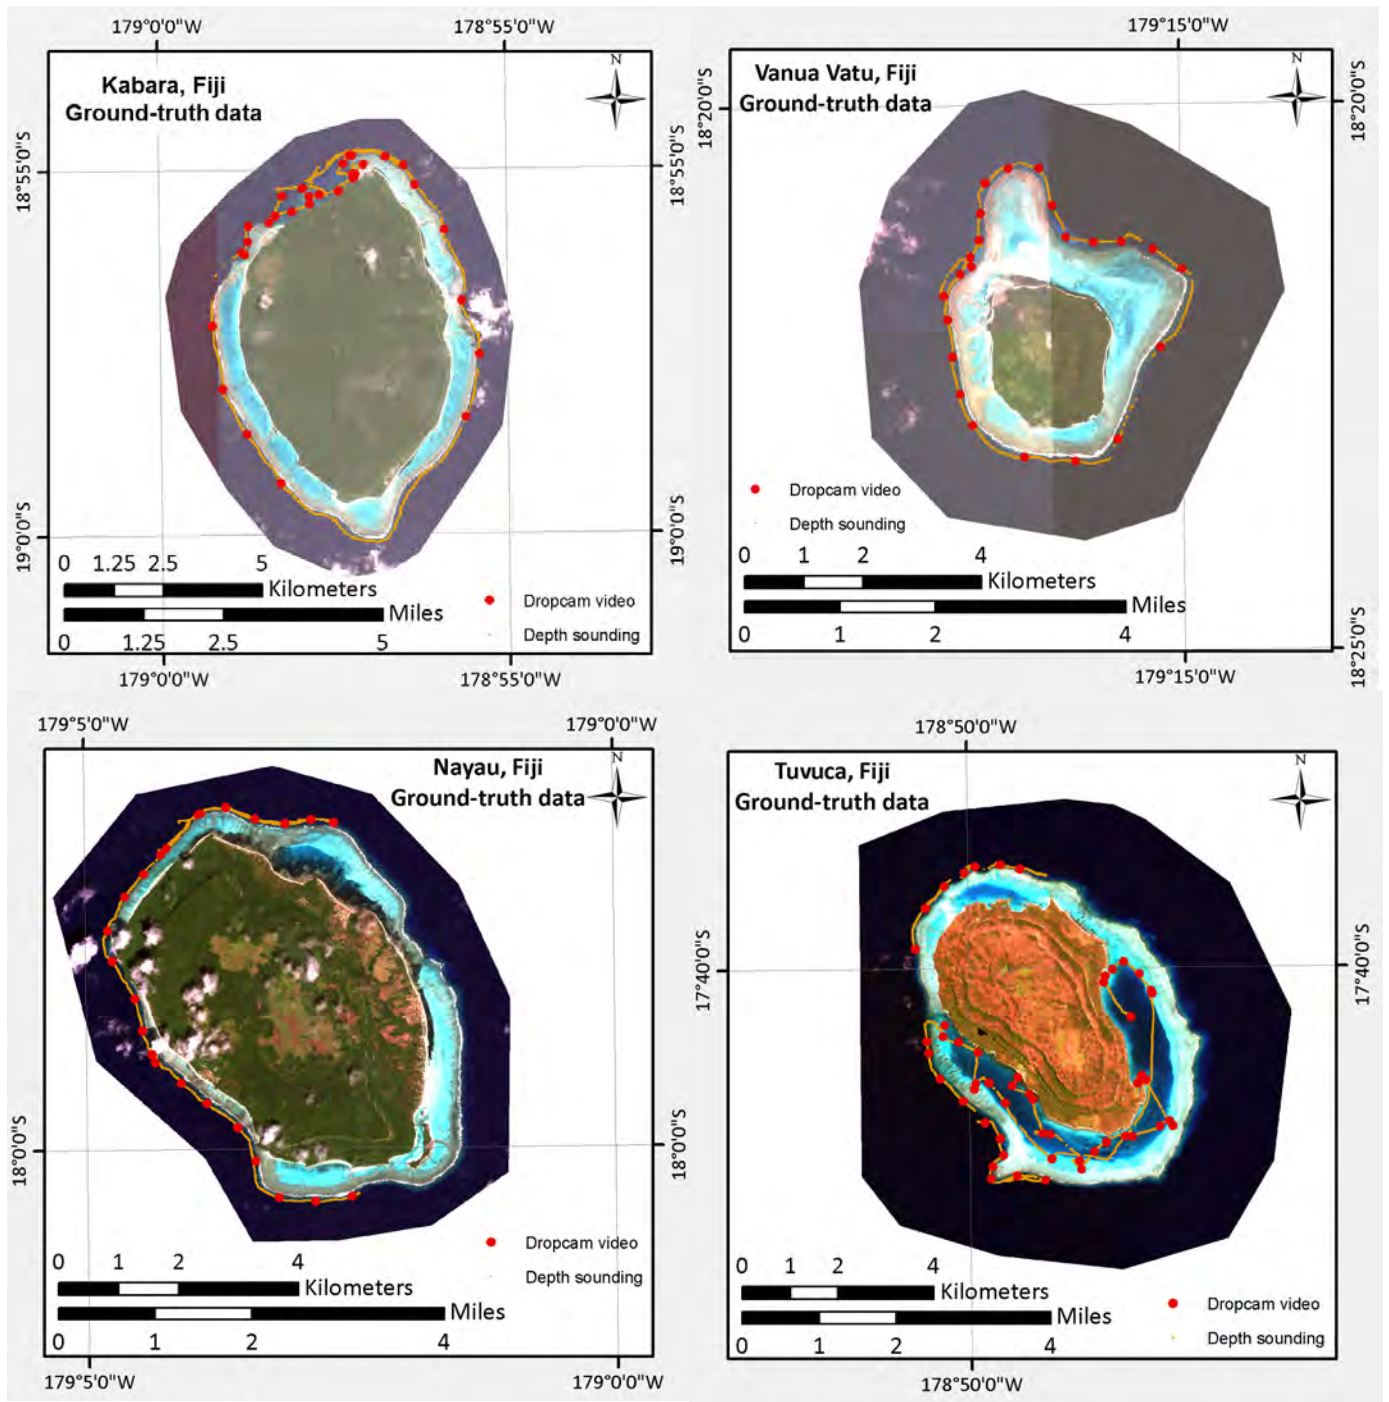 179°0'0"W 178°55'0"W
Kabara, Fiji
Ground-truth data
N
18°55'0"S 18°55'0"S
19°0'0"S 19°0'0"S
0 1.25 2.5 5
Kilometers
Miles
0 1.25 2.5 5
Dropcam video
Depth sounding
179°0'0"W 178°55'0"W
179°15'0"W
Vanua Vatu, Fiji
Ground-truth data
N
18°20'0"S 18°20'0"S
Dropcam video
Depth sounding
0 1 2 4
Kilometers
Miles
0 1 2 4
18°25'0"S
179°15'0"W
179°5'0"W 179°0'0"W
Nayau, Fiji
Ground-truth data
N
18°0'0"S 18°0'0"S
Dropcam video
Depth sounding
0 1 2 4
Kilometers
Miles
0 1 2 4
179°5'0"W 179°0'0"W
178°50'0"W
Tuvuca, Fiji
Ground-truth data
N
17°40'0"S 17°40'0"S
0 1 2 4
Kilometers
Miles
0 1 2 4
Dropcam video
Depth sounding
178°50'0"W